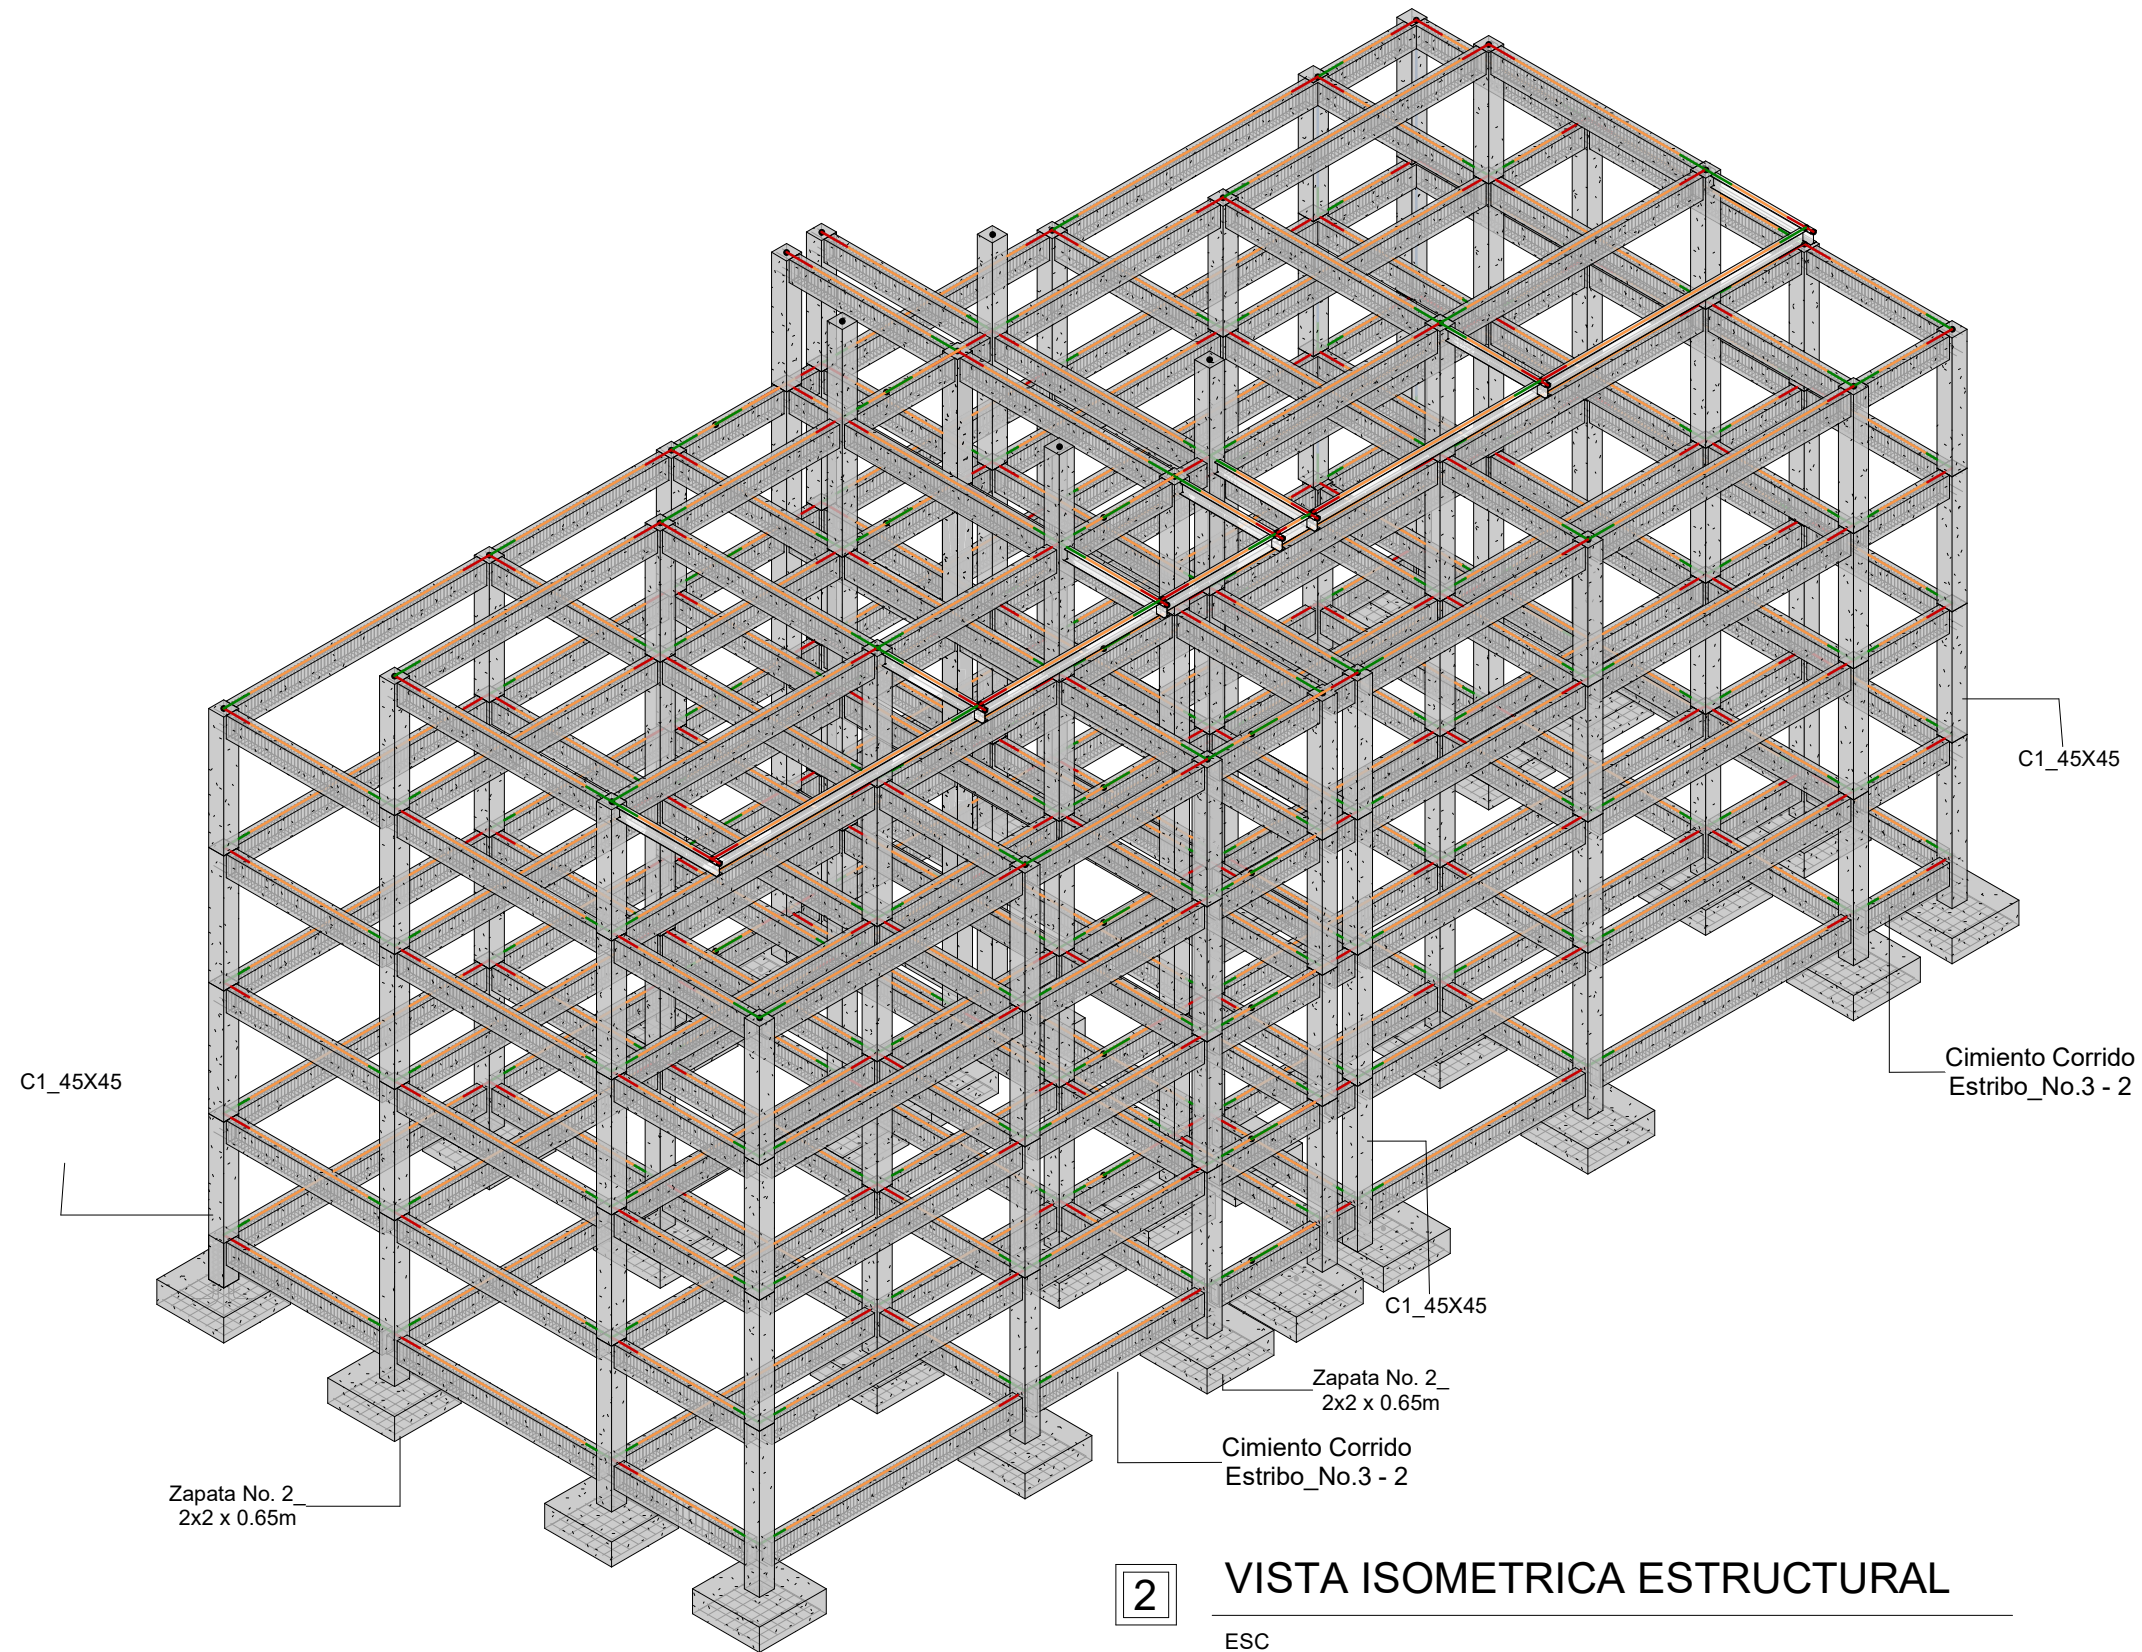 C1_45X45
C1_45X45
Cimiento Corrido
Estribo_No.3 - 2
C1_45X45
Zapata No. 2_
2x2 x 0.65m
Cimiento Corrido
Estribo_No.3 - 2
Zapata No. 2_
2x2 x 0.65m
2
VISTA ISOMETRICA ESTRUCTURAL
ESC